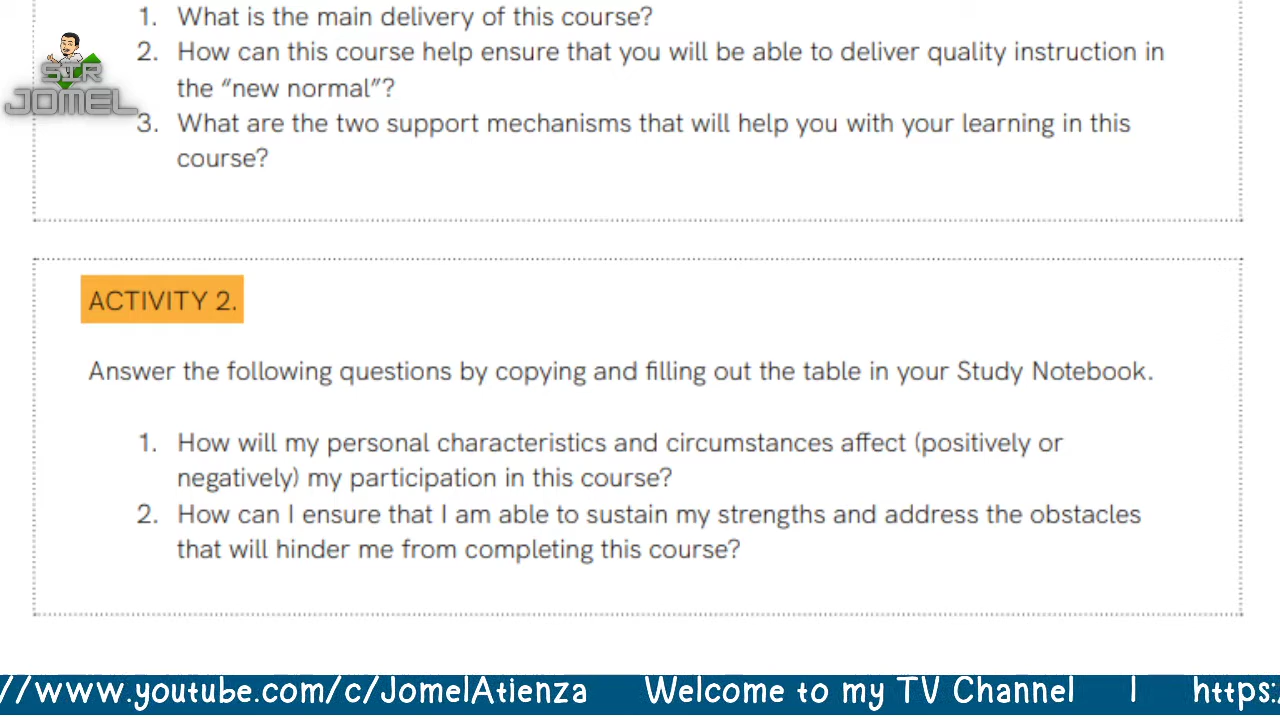 1. What is the main delivery of this course?
2. How can this course help ensure that you will be able to deliver quality instruction in
the “new normal”?
SIR
JOMEL
3. What are the two support mechanisms that will help you with your learning in this
course?
ACTIVITY 2.
Answer the following questions by copying and filling out the table in your Study Notebook.
1. How will my personal characteristics and circumstances affect (positively or
negatively) my participation in this course?
2. How can I ensure that I am able to sustain my strengths and address the obstacles
that will hinder me from completing this course?
//www.youtube.com/c/JomelAtienza Welcome to my TV Channel | https: